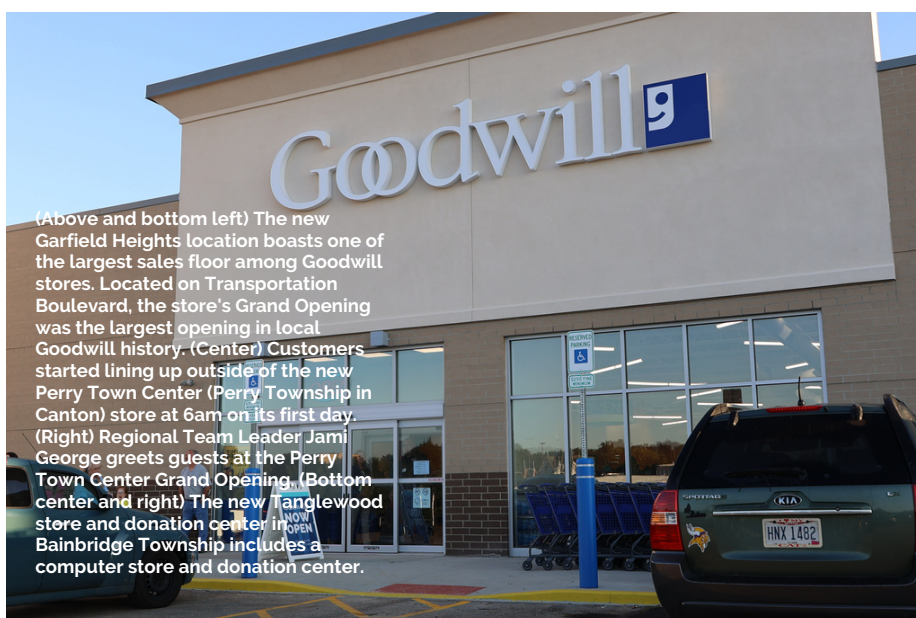 Goodwill
g
(Above and bottom left) The new
Garfield Heights location boasts one of
the largest sales floor among Goodwill
stores. Located on Transportation
Boulevard, the store's Grand Opening
was the largest opening in local
Goodwill history. (Center) Customers
started lining up outside of the new
Perry Town Center (Perry Township in
Canton) store at 6am on its first day.
(Right) Regional Team Leader Jami
George greets guests at the Perry
Town Center Grand Opening. (Bottom
center and right) The new Tanglewood
store and donation center in
Bainbridge Township includes a
computer store and donation center.
RESERVED
PARKING
NOW
OPEN
KIA
HNX 1482